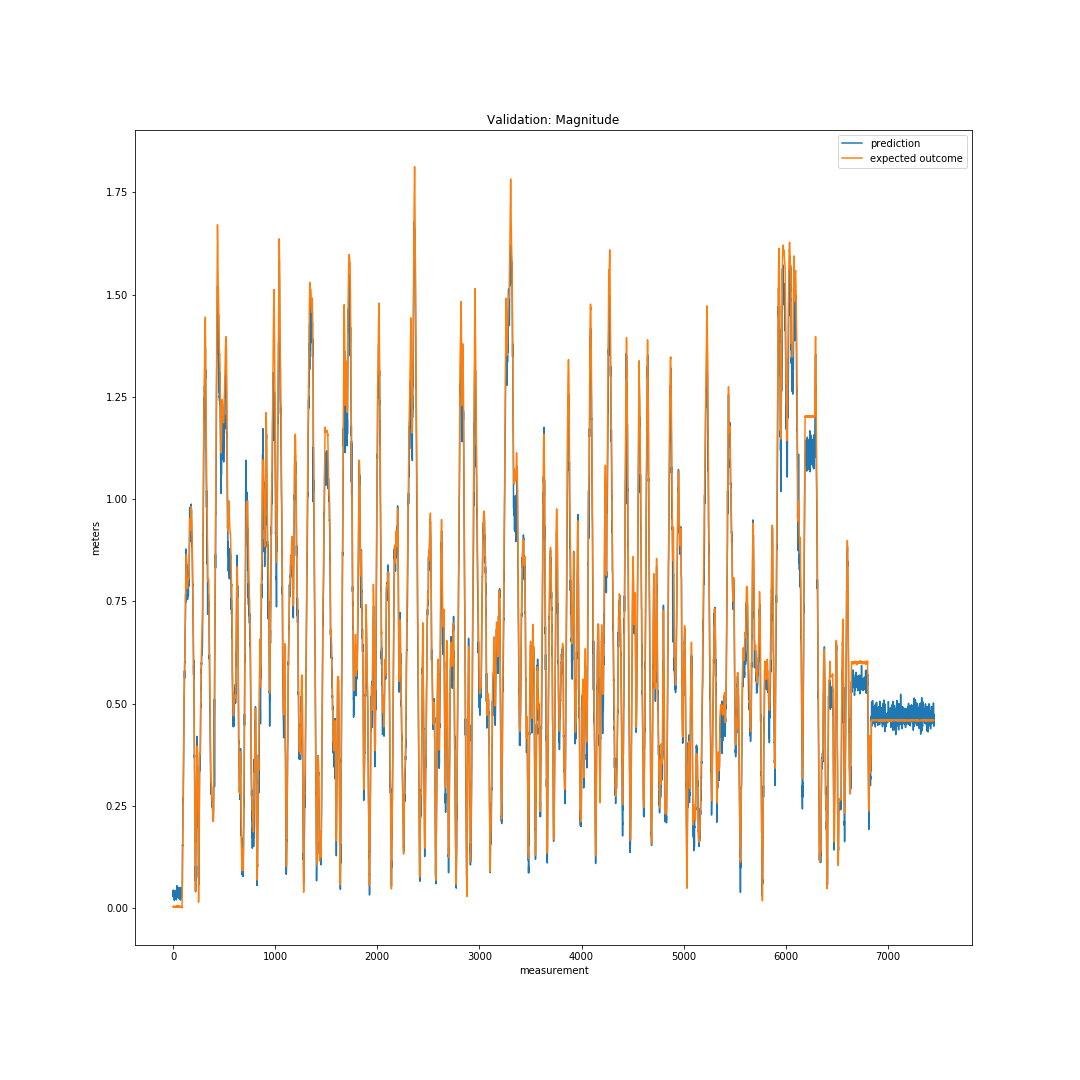 Validation: Magnitude
prediction
expected outcome
meters
1.75
1.50
1.25
1.00
0.75
0.50
0.25
0.00
0 1000 2000 3000 4000 5000 6000 7000
measurement